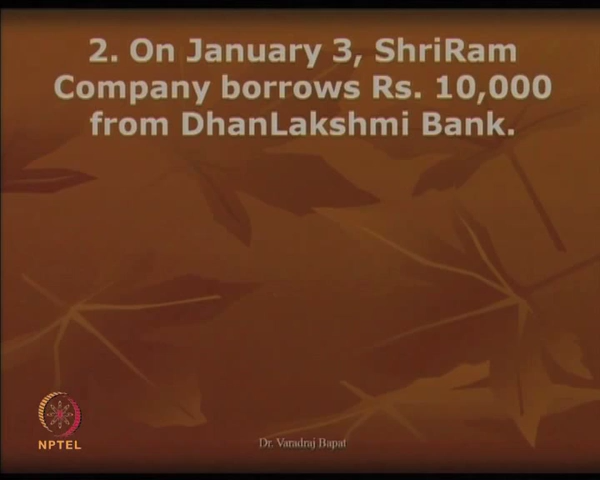 2. On January 3, ShriRam
Company borrows Rs. 10,000
from DhanLakshmi Bank.
NPTEL
Dr. Varadraj Bapat